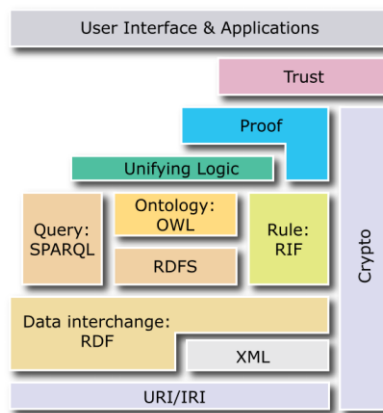 User Interface & Applications
Trust
Proof
Unifying Logic
Query:
SPARQL
Ontology:
OWL
RDFS
Rule:
RIF
Crypto
Data interchange:
RDF
XML
URI/IRI